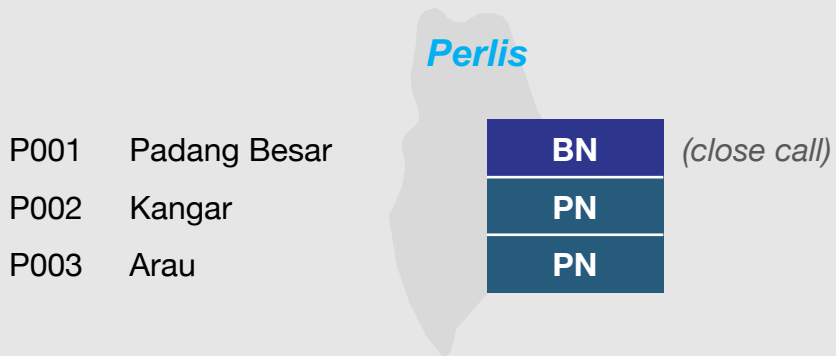 Perlis
P001 Padang Besar BN (close call)
P002 Kangar PN
P003 Arau PN